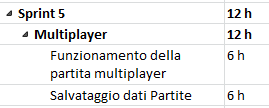 Sprint 5 12 h
Multiplayer 12 h
Funzionamento della 6 h
partita multiplayer
Salvataggio dati Partite 6 h